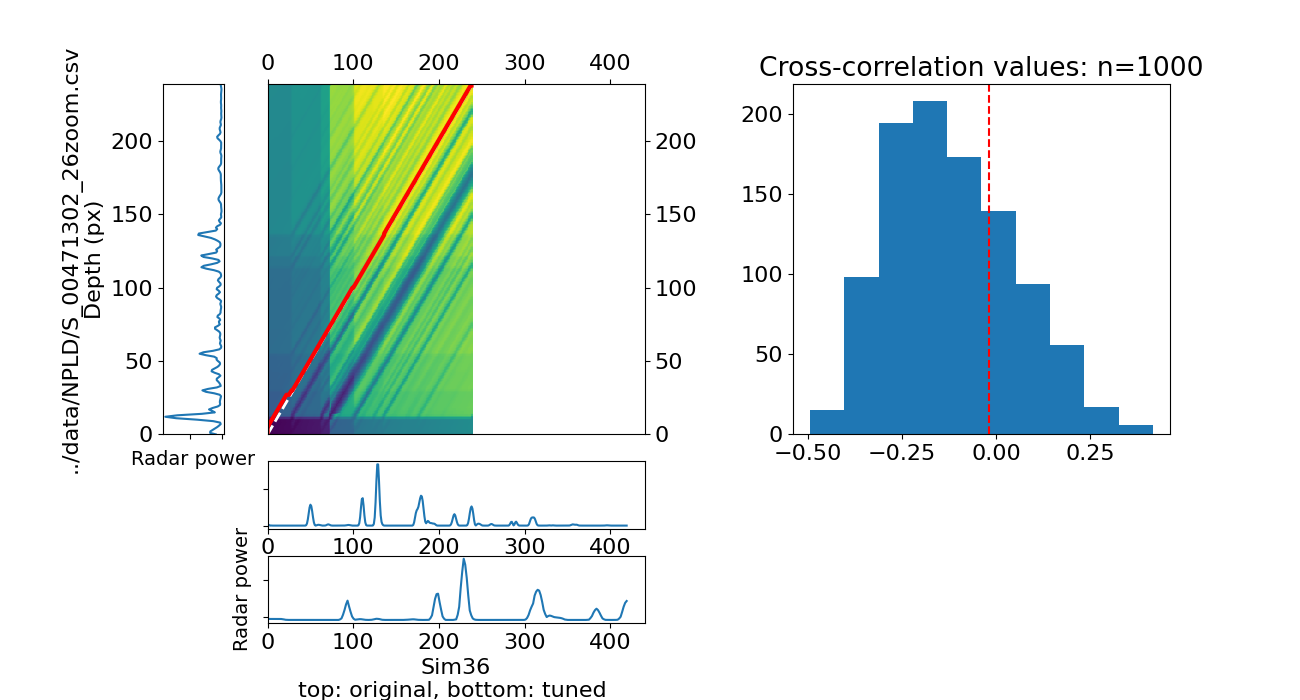 ../data/NPLD/S_00471302_26zoom.csv
Depth (px)
0
50
100
150
200
Radar power
0 100 200 300 400
0
50
100
150
200
0 100 200 300 400
Radar power
0 100 200 300 400
Sim36
top: original, bottom: tuned
Cross-correlation values: n=1000
200
150
100
50
0
−0.50 −0.25 0.00 0.25